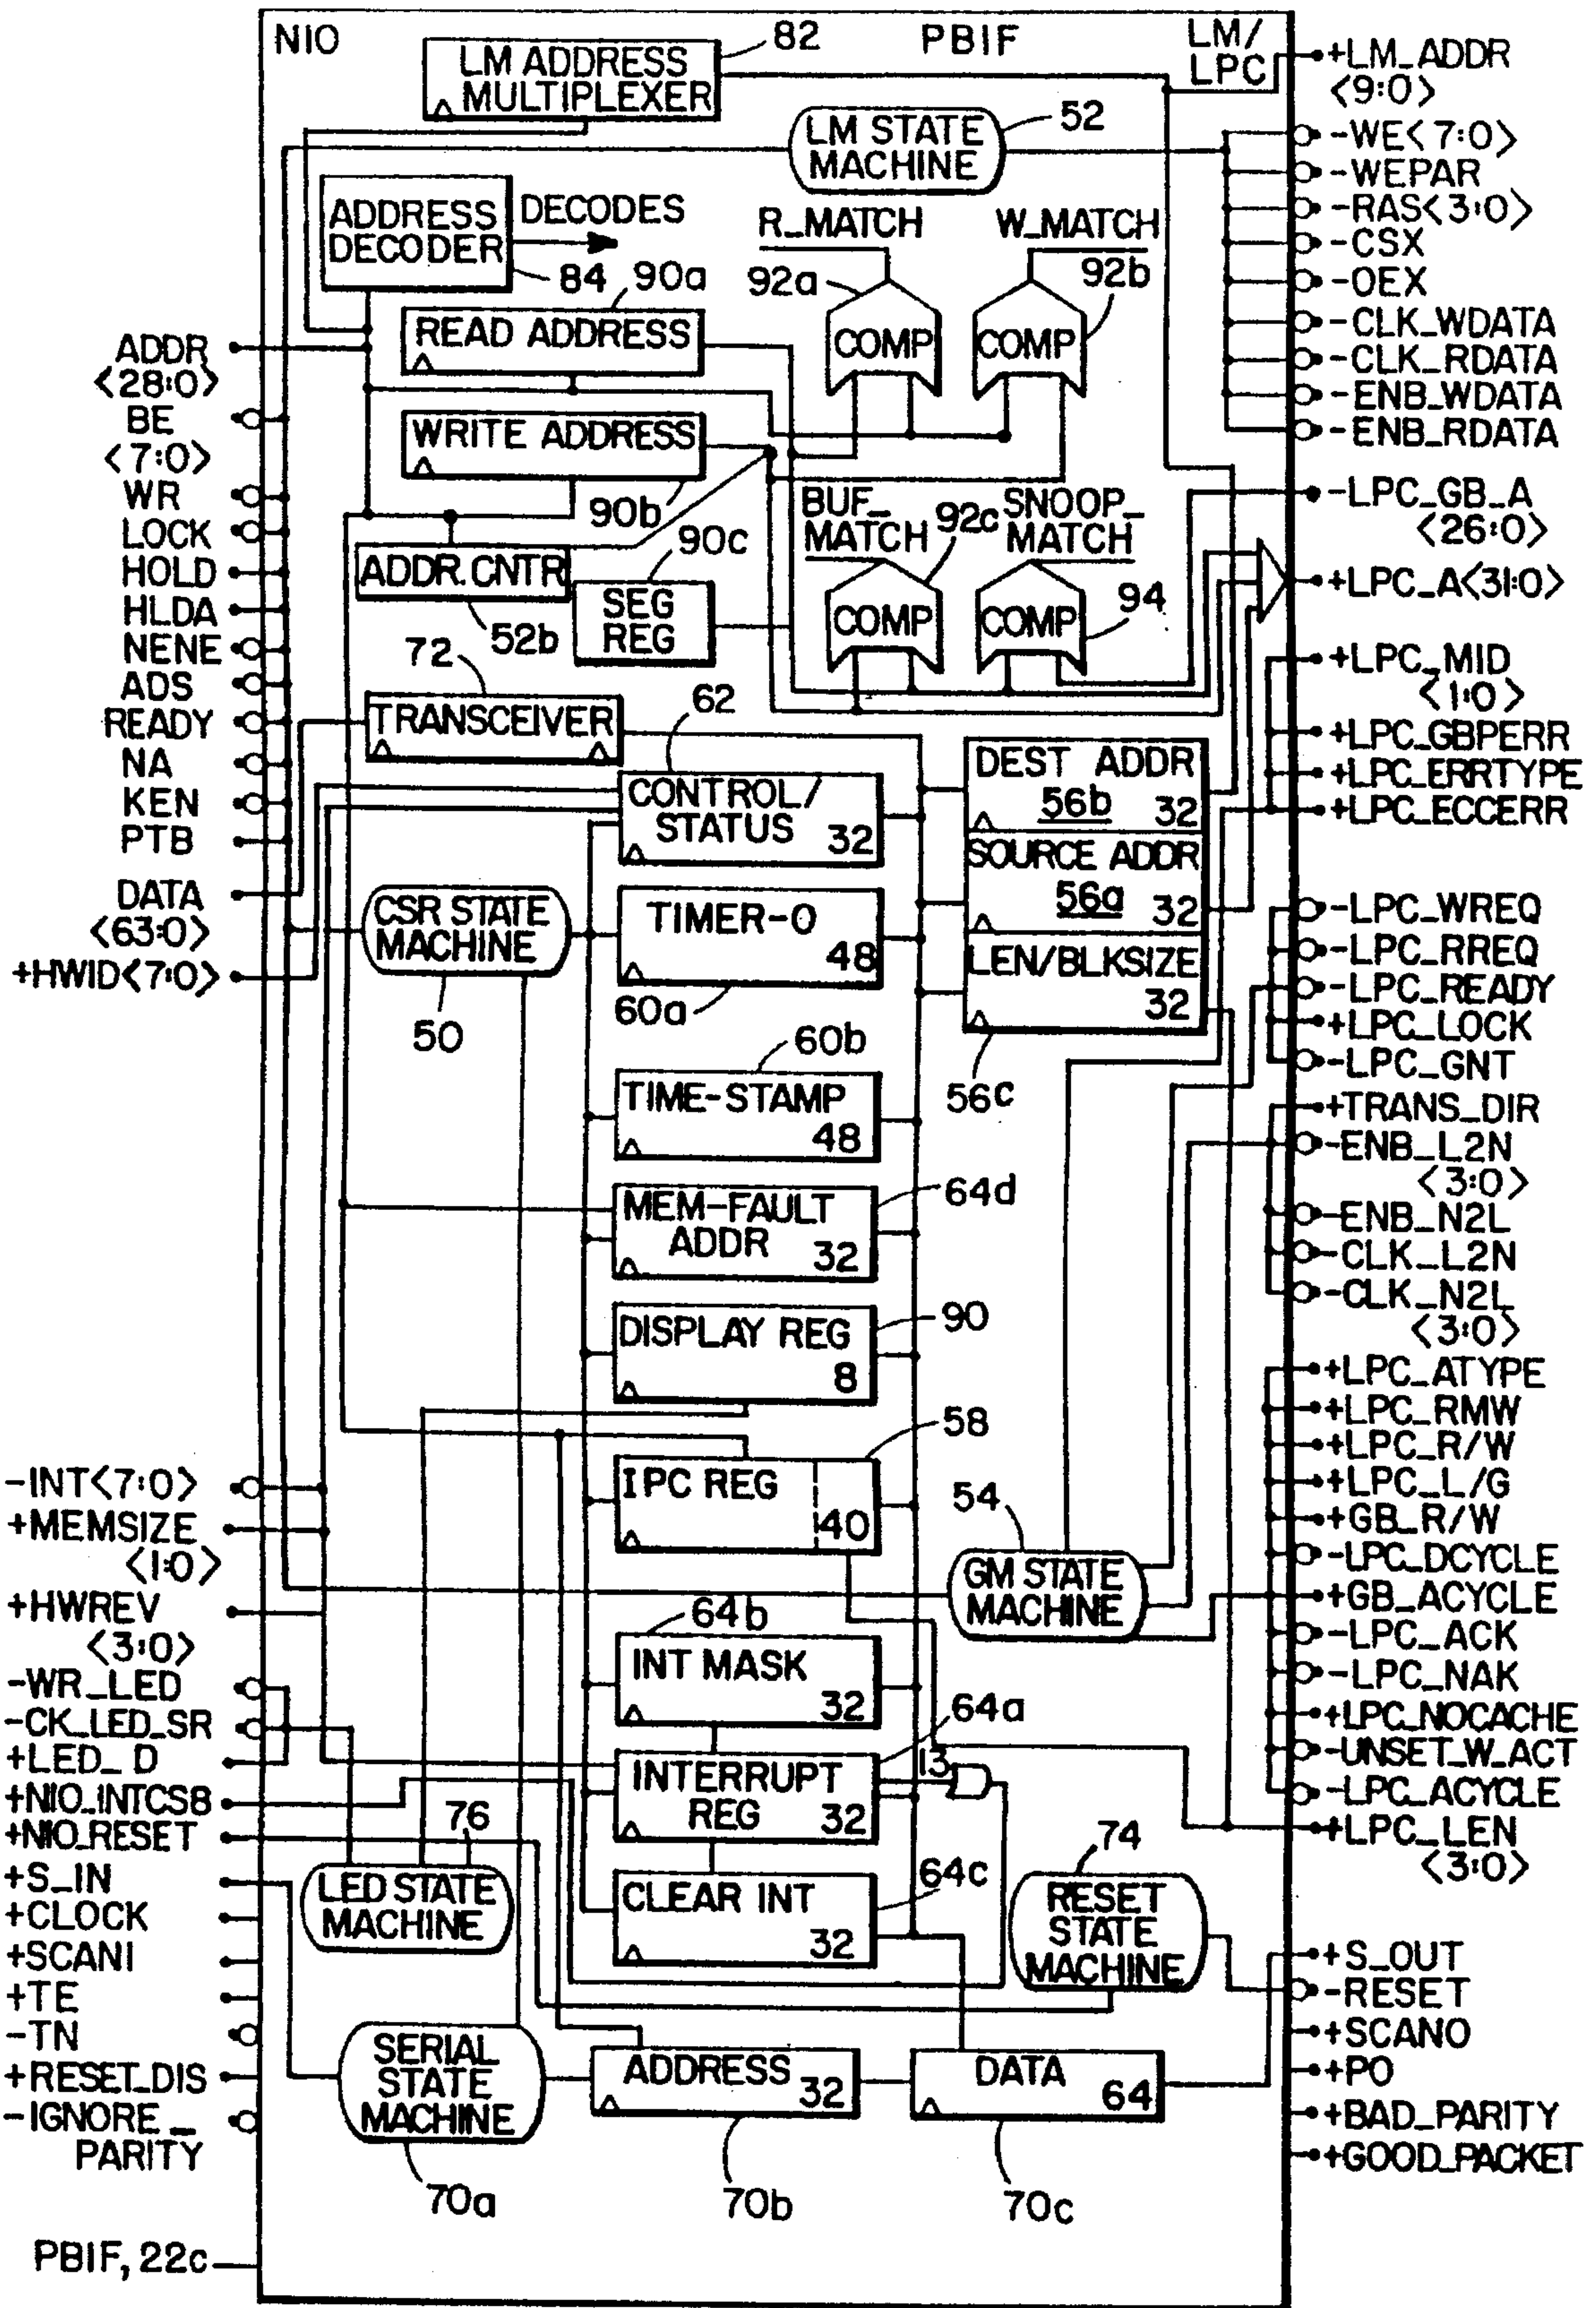 NIO
PBIF
LM/
LPC
LM ADDRESS
MULTIPLEXER
82
LM STATE
MACHINE
52
ADDRESS
DECODER
DECODES
84
R_MATCH
W_MATCH
90a
READ ADDRESS
92a
COMP
92b
COMP
WRITE ADDRESS
90b
ADDR. CNTR
52b
90c
SEG
REG
BUF_
MATCH
92c
SNOOP_
MATCH
COMP
COMP
94
72
TRANSCEIVER
62
CONTROL/
STATUS
32
DEST ADDR
56b
32
SOURCE ADDR
56a
32
LEN/BLKSIZE
32
56c
CSR STATE
MACHINE
50
TIMER-0
48
60a
60b
TIME-STAMP
48
MEM-FAULT
ADDR
32
64d
DISPLAY REG
8
90
58
IPC REG
40
54
GM STATE
MACHINE
64b
INT MASK
32
64a
INTERRUPT
REG
32
13
CLEAR INT
32
64c
74
RESET
STATE
MACHINE
76
LED STATE
MACHINE
SERIAL
STATE
MACHINE
70a
ADDRESS
32
70b
DATA
64
70c
ADDR
<28:0>
BE
<7:0>
WR
LOCK
HOLD
HLDA
NENE
ADS
READY
NA
KEN
PTB
DATA
<63:0>
+HWID<7:0>
-INT<7:0>
+MEMSIZE
<1:0>
+HWREV
<3:0>
-WR_LED
-CK_LED_SR
+LED_D
+NIO_INTCS8
+NIO_RESET
+S_IN
+CLOCK
+SCANI
+TE
-TN
+RESET_DIS
-IGNORE_
PARITY
PBIF, 22c
+LM_ADDR
<9:0>
-WE<7:0>
-WEPAR
-RAS<3:0>
-CSX
-OEX
-CLK_WDATA
-CLK_RDATA
-ENB_WDATA
-ENB_RDATA
-LPC_GB_A
<26:0>
+LPC_A<31:0>
+LPC_MID
<1:0>
+LPC_GBPERR
+LPC_ERRTYPE
+LPC_ECCERR
-LPC_WREQ
-LPC_RREQ
-LPC_READY
+LPC_LOCK
-LPC_GNT
+TRANS_DIR
-ENB_L2N
<3:0>
-ENB_N2L
-CLK_L2N
-CLK_N2L
<3:0>
+LPC_ATYPE
+LPC_RMW
+LPC_R/W
+LPC_L/G
+GB_R/W
-LPC_DCYCLE
+GB_ACYCLE
-LPC_ACK
-LPC_NAK
+LPC_NOCACHE
-UNSET_W_ACT
-LPC_ACYCLE
+LPC_LEN
<3:0>
+S_OUT
-RESET
+SCANO
+PO
+BAD_PARITY
+GOOD_PACKET